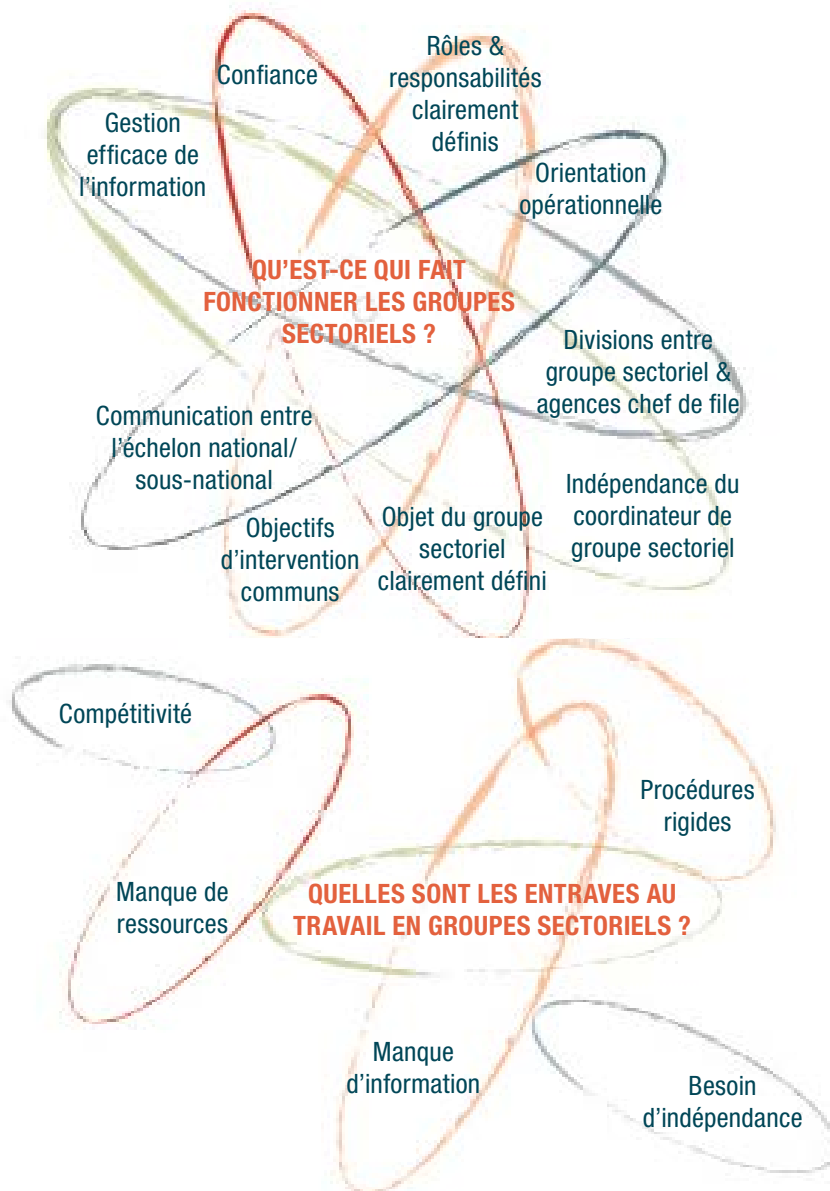 Confiance
Rôles &
responsabilités
clairement
définis
Gestion
efficace de
l'information
Orientation
opérationnelle
QU'EST-CE QUI FAIT
FONCTIONNER LES GROUPES
SECTORIELS ?
Divisions entre
groupe sectoriel &
agences chef de file
Communication entre
l'échelon national/
sous-national
Indépendance du
coordinateur de
groupe sectoriel
Objectifs
d'intervention
communs
Objet du groupe
sectoriel
clairement défini
Compétitivité
Procédures
rigides
Manque de
ressources
QUELLES SONT LES ENTRAVES AU
TRAVAIL EN GROUPES SECTORIELS ?
Manque
d'information
Besoin
d'indépendance